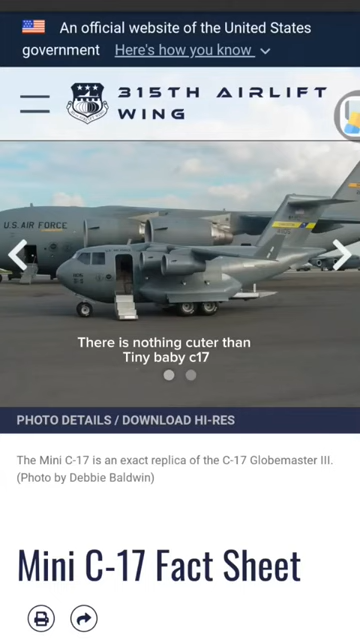 An official website of the United States
government Here's how you know
315TH AIRLIFT
WING
U.S. AIR FORCE
There is nothing cuter than
Tiny baby c17
PHOTO DETAILS / DOWNLOAD HI-RES
The Mini C-17 is an exact replica of the C-17 Globemaster III.
(Photo by Debbie Baldwin)
Mini C-17 Fact Sheet